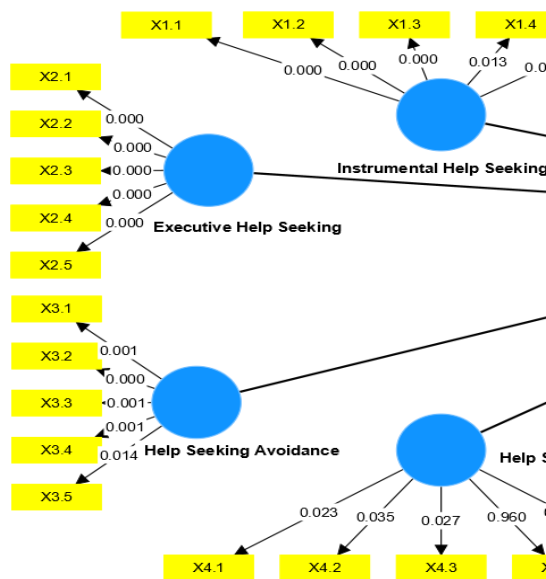 X1.1
X1.2
X1.3
X1.4
0.000
0.000
0.000
0.013
0.0
Instrumental Help Seeking
X2.1
X2.2
X2.3
X2.4
X2.5
0.000
0.000
0.000
0.000
0.000
Executive Help Seeking
X3.1
X3.2
X3.3
X3.4
X3.5
0.001
0.000
0.001
0.001
0.014
Help Seeking Avoidance
Help S
0.023
0.035
0.027
0.960
X4.1
X4.2
X4.3